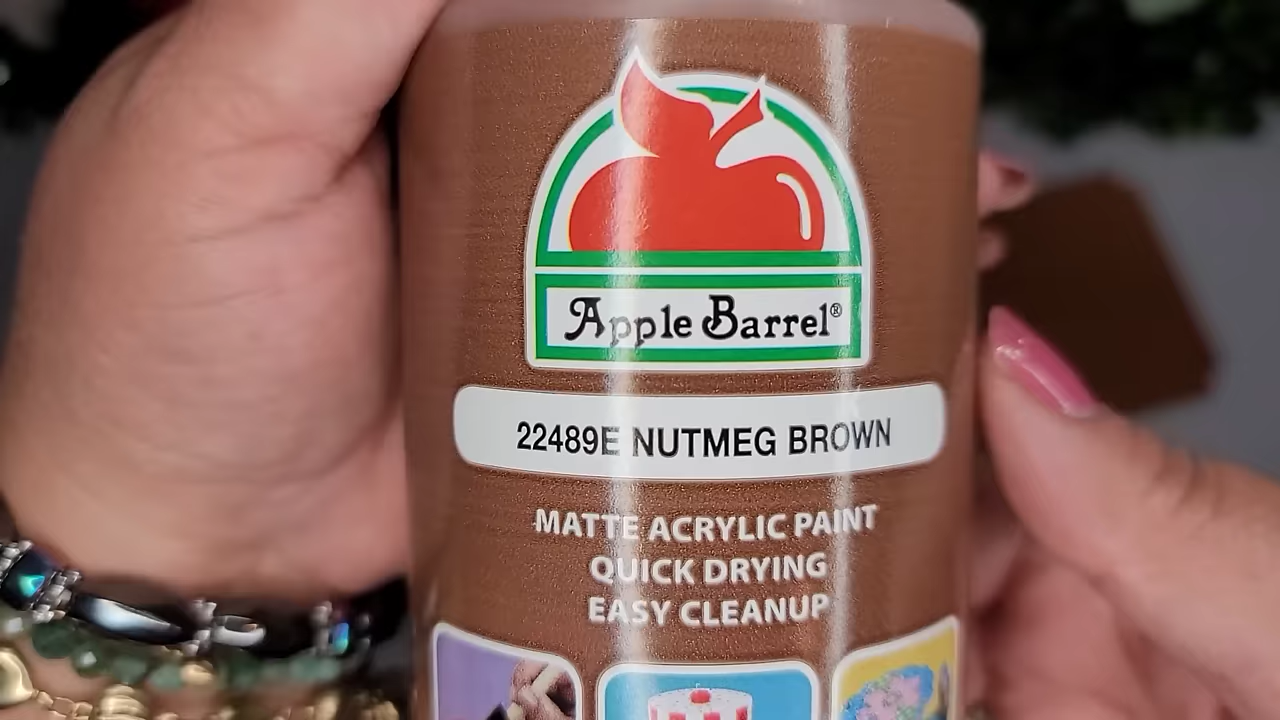 Apple Barrel®
22489E NUTMEG BROWN
MATTE ACRYLIC PAINT
QUICK DRYING
EASY CLEANUP